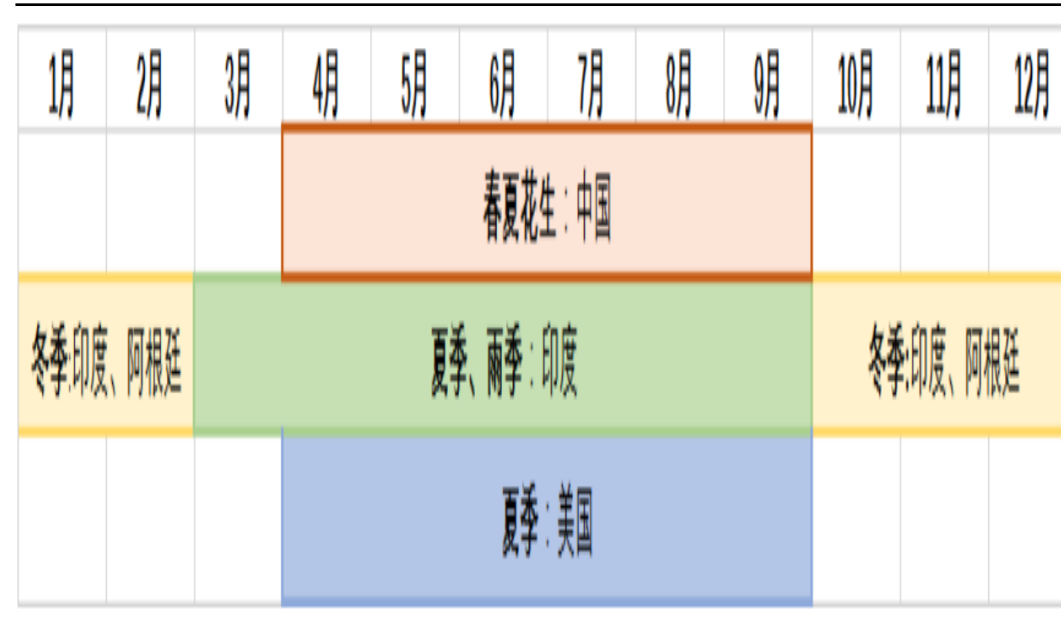 1月 2月 3月 4月 5月 6月 7月 8月 9月 10月 11月 12月
春夏花生：中国
冬季:印度、阿根廷 夏季、雨季：印度 冬季:印度、阿根廷
夏季：美国